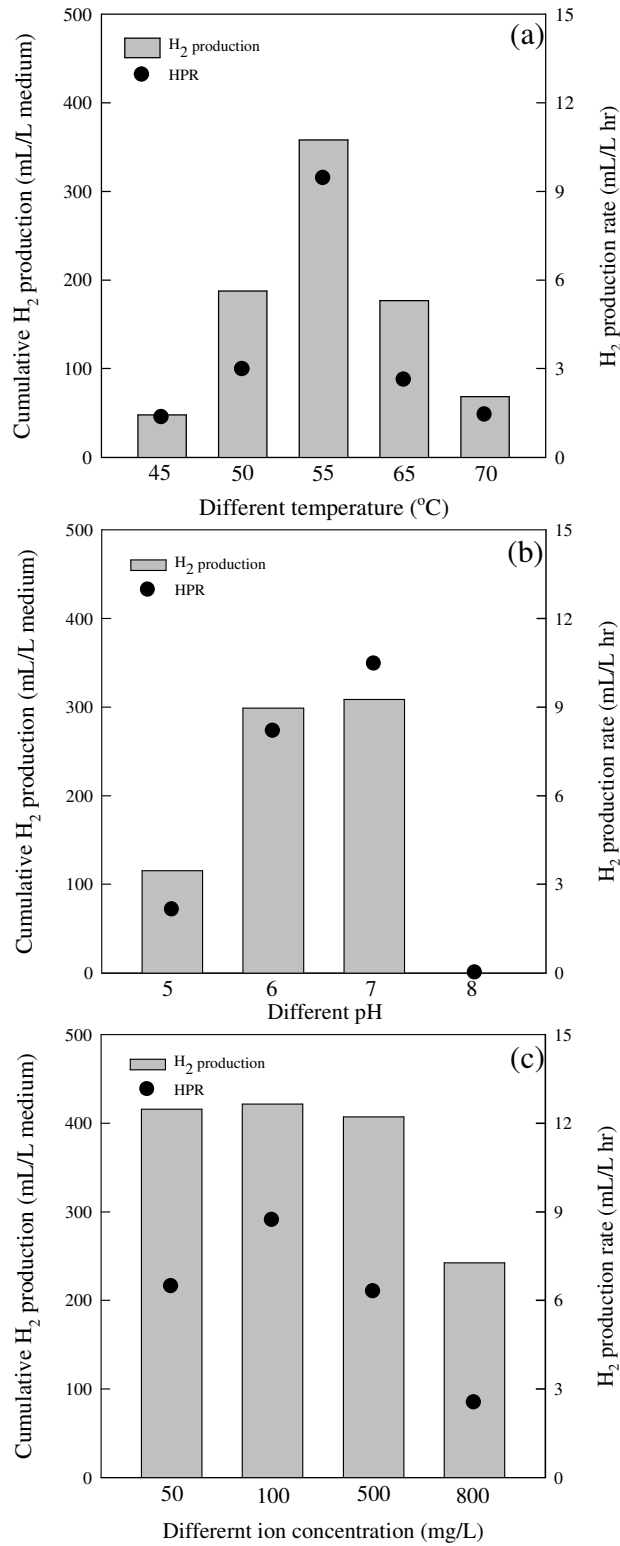 (a)
H2 production
HPR
500
400
300
200
100
0
15
12
9
6
3
0
Cumulative H2 production (mL/L medium)
H2 production rate (mL/L hr)
45 50 55 65 70
Different temperature (oC)
(b)
H2 production
HPR
500
400
300
200
100
0
15
12
9
6
3
0
Cumulative H2 production (mL/L medium)
H2 production rate (mL/L hr)
5 6 7 8
Different pH
(c)
H2 production
HPR
500
400
300
200
100
0
15
12
9
6
3
0
Cumulative H2 production (mL/L medium)
H2 production rate (mL/L hr)
50 100 500 800
Differernt ion concentration (mg/L)